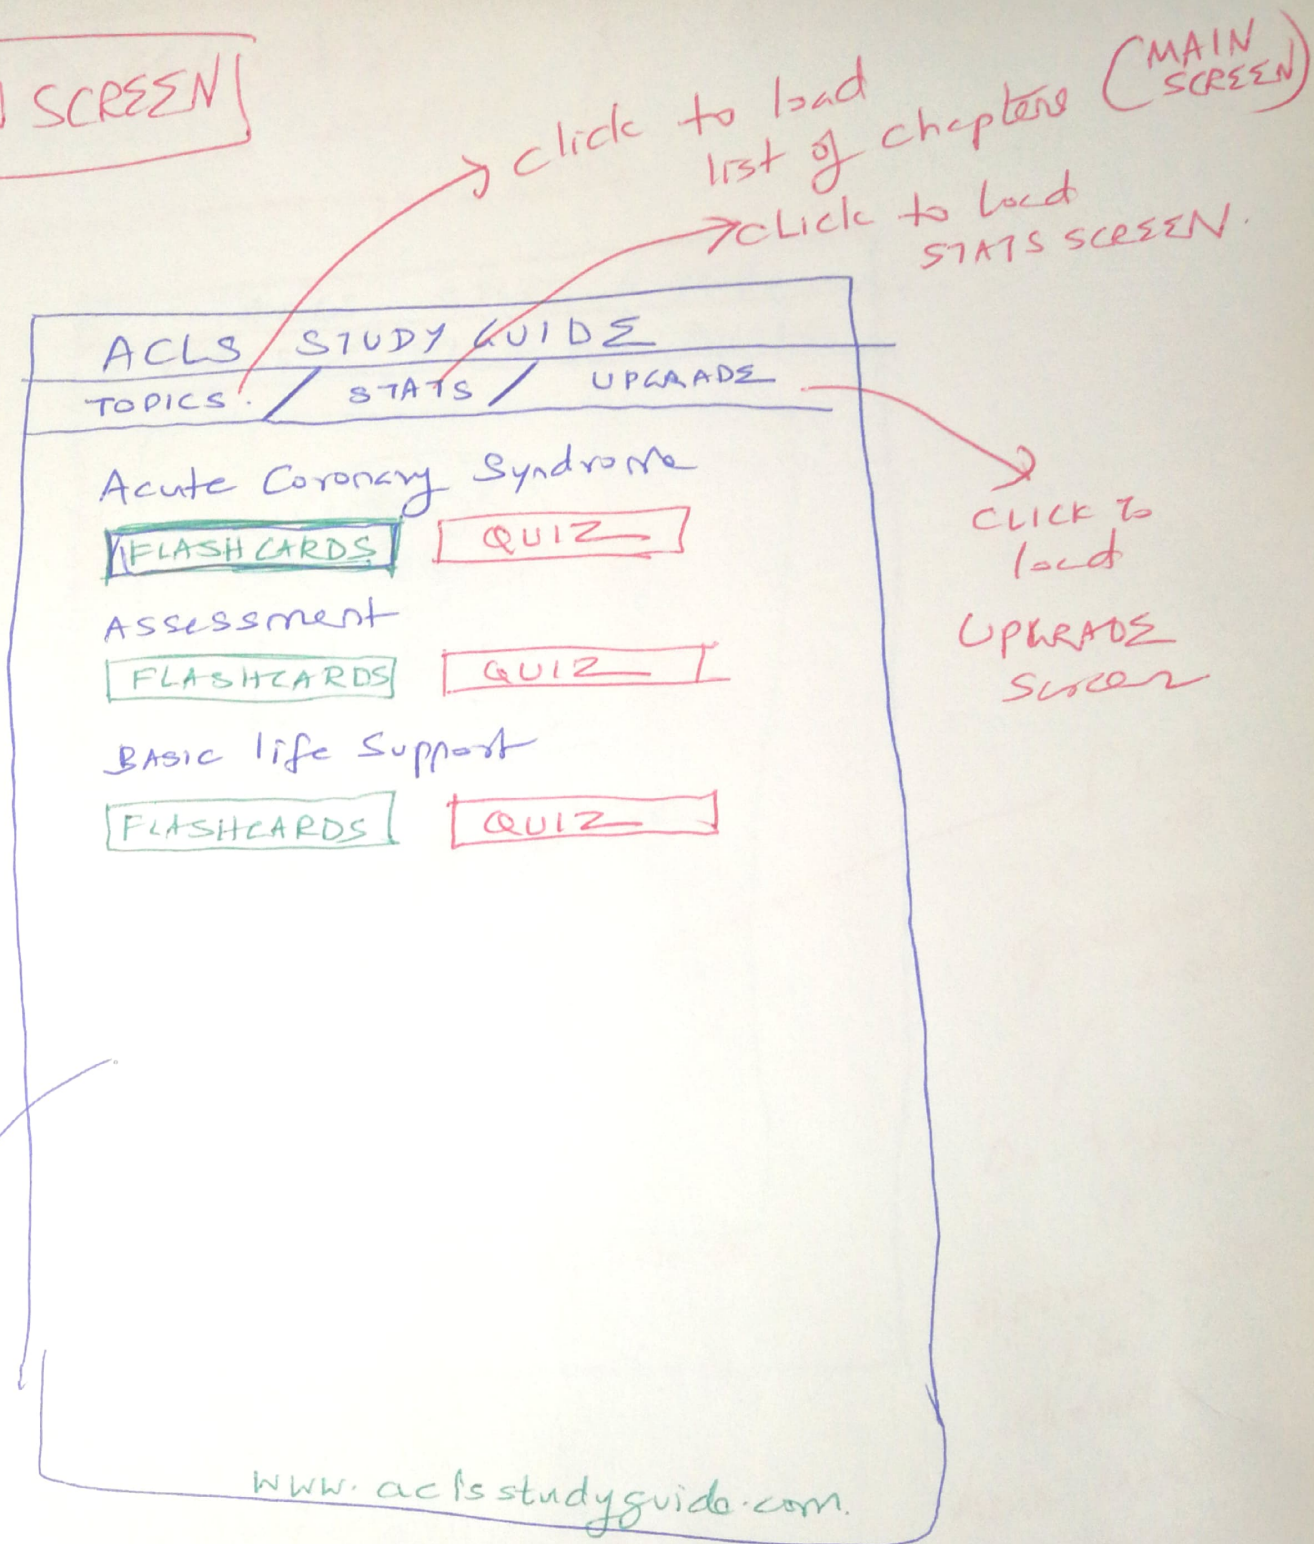 SCREEN
click to load
list of chapters (MAIN
SCREEN)
CLICK to load
STATS SCREEN.
ACLS STUDY GUIDE
TOPICS / STATS / UPGRADE
Acute Coronary Syndrome
FLASHCARDS QUIZ
CLICK to
load
UPGRADE
Screen
Assessment
FLASHCARDS QUIZ
BASIC life Support
FLASHCARDS QUIZ
www.aclsstudyguide.com.